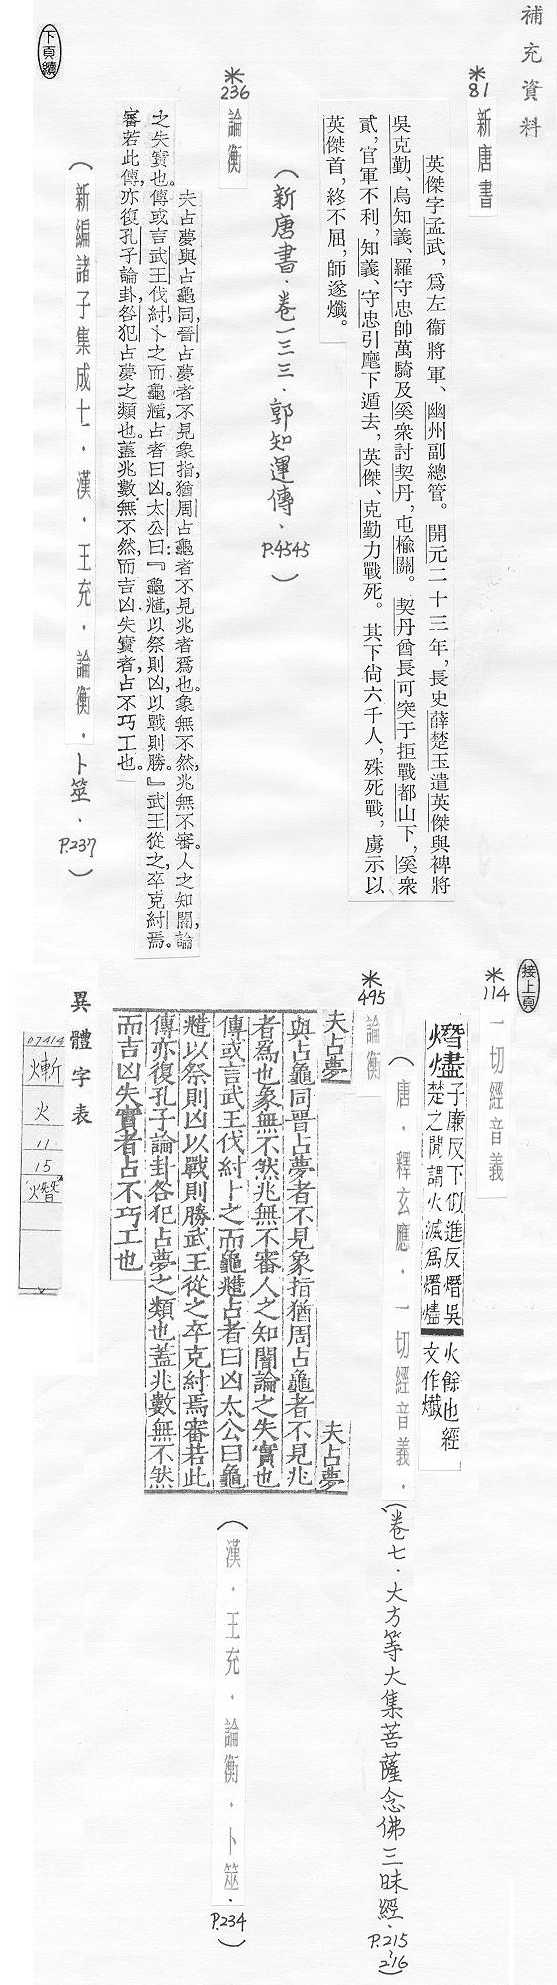 補充資料
*81
新唐書
英傑字孟武，爲左衞將軍、幽州副總管。開元二十三年，長史薛楚玉遣英傑與裨將
吳克勤、烏知義、羅守忠帥萬騎及奚衆討契丹，屯楡關。契丹酋長可突于拒戰都山下，奚衆
貳，官軍不利，知義、守忠引麾下遁去，英傑、克勤力戰死。其下尙六千人，殊死戰，虜示以
英傑首，終不屈，師遂殲。
（新唐書．卷一三三．郭知運傳、P.4545）
*236
論衡
夫占夢與占龜同，晉占夢者不見象指，猶周占龜者不見兆者爲也。象無不然，兆無不審。人之知闇，論
之失實也。傳或言武王伐紂，卜之而龜䊯，占者曰凶。太公曰：『龜䊯，以祭則凶，以戰則勝。』武王從之，卒克紂焉。
審若此傳，亦復孔子論卦，咎犯占夢之類也。蓋兆數無不然，而吉凶失實者，占不巧工也。
（新編諸子集成七．漢．王充．論衡．卜筮．P.237）
下頁續
接上頁
*114
一切經音義
熸燼子廉反下似進反熸吳
楚之閒謂火滅爲熸燼
火餘也經
文作殲
（唐．釋玄應．一切經音義．（卷七．大方等大集菩薩念佛三昧經．P.215~216）
*495
論衡
夫占夢
夫占夢
與占龜同晉占夢者不見象指猶周占龜者不見兆
者爲也象無不然兆無不審人之知闇論之失實也
傳或言武王伐紂卜之而龜䊯占者曰凶太公曰龜
䊯以祭則凶以戰則勝武王從之卒克紂焉審若此
傳亦復孔子論卦咎犯占夢之類也蓋兆數無不然
而吉凶失實者占不巧工也
（漢．王充．論衡．卜筮．P.234）
異體字表
07414
火
11
15
熸